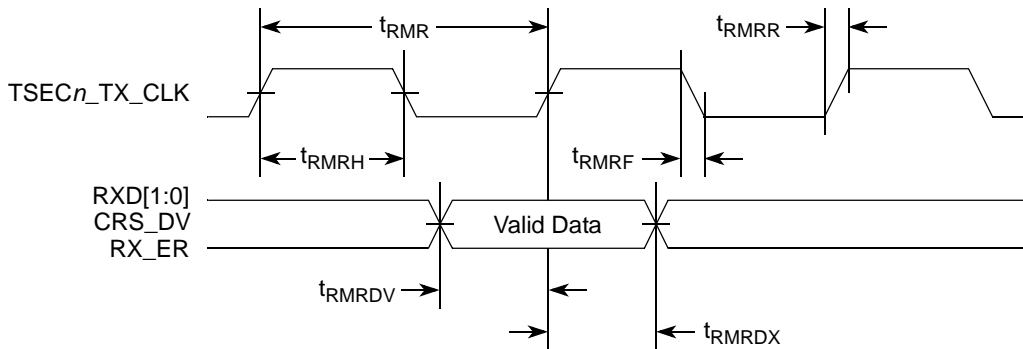 tRMR
tRMRR
TSECn_TX_CLK
tRMRH
tRMRF
RXD[1:0]
CRS_DV
RX_ER
Valid Data
tRMRDV
tRMRDX